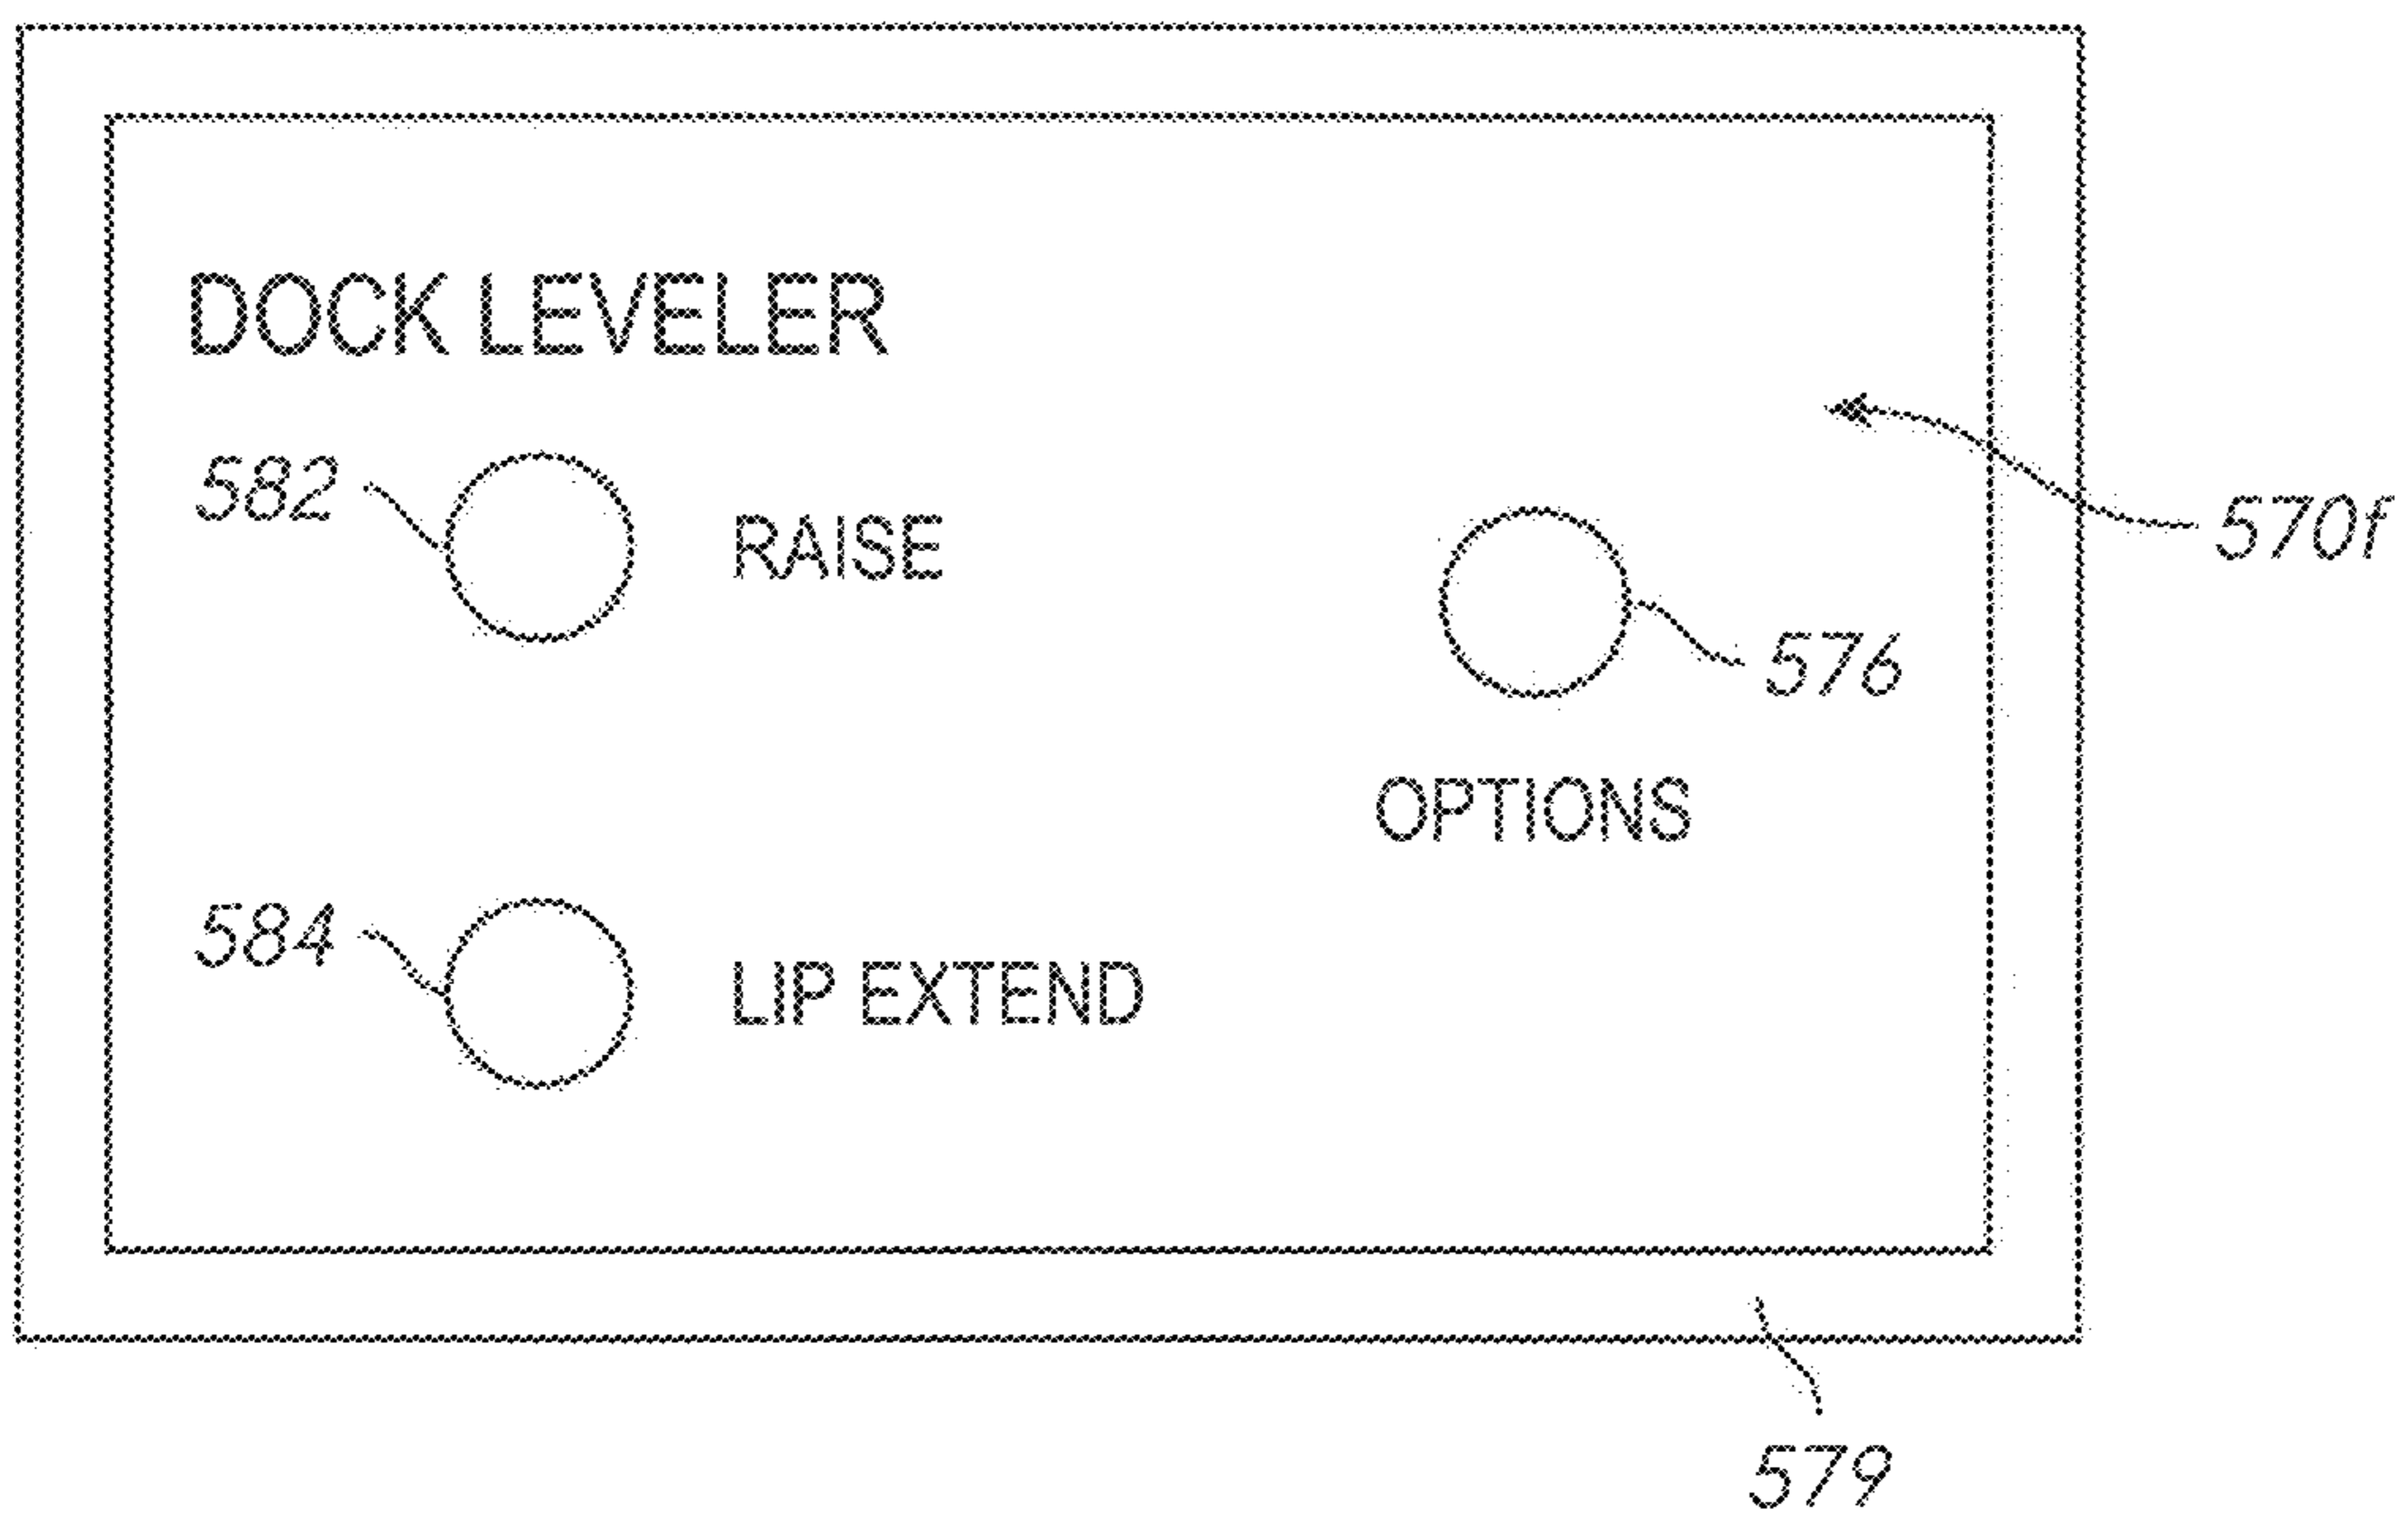 DOCK LEVELER
582
RAISE
570f
576
OPTIONS
584
LIP EXTEND
579